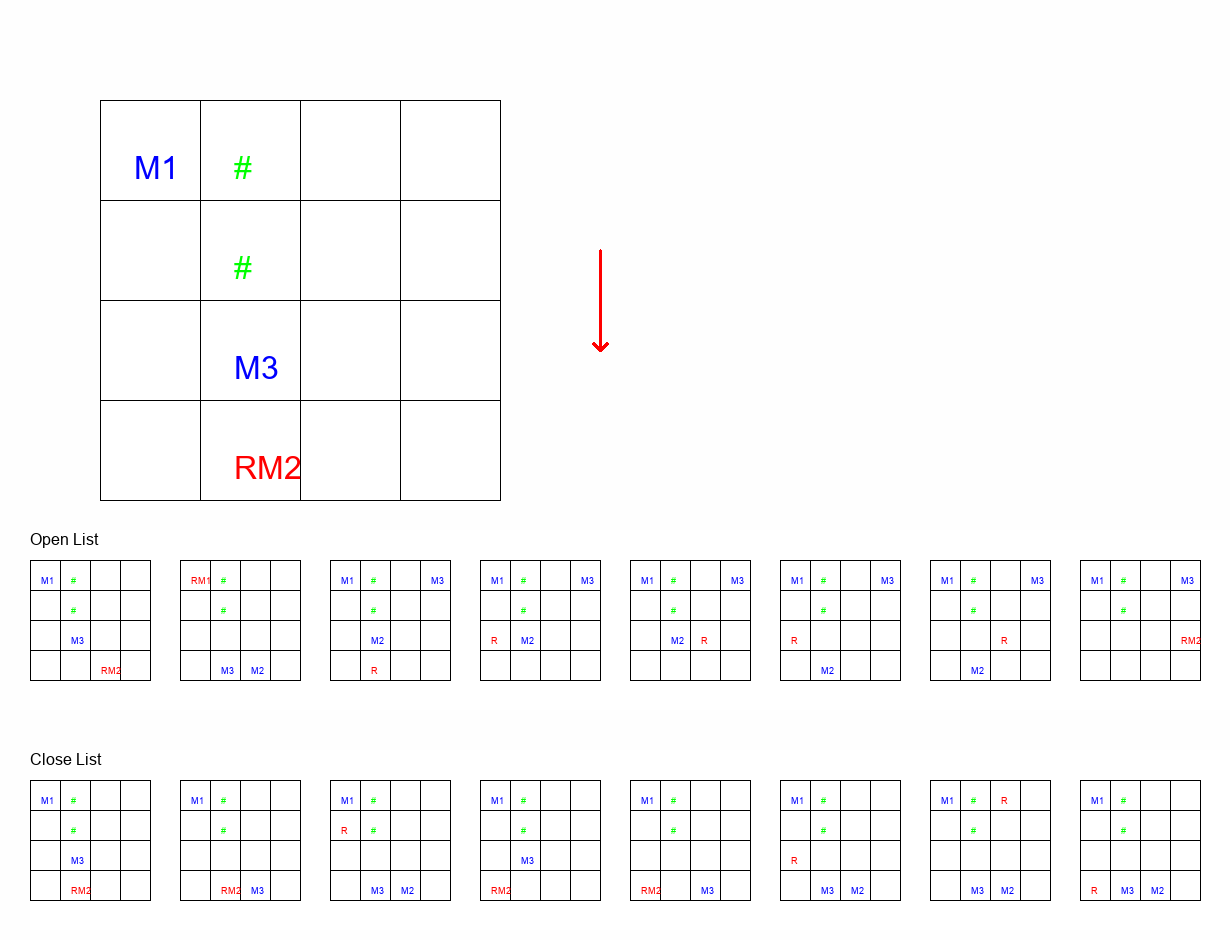 M1 #
#
M3
RM2
Open List
M1 # RM1 # M1 # M3 M1 # M3 M1 # M3 M1 # M3 M1 # M3 M1 # M3
# # # # # # # #
M3 M2 R M2 M2 R R R RM2
RM2 M3 M2 R M2 M2
Close List
M1 # M1 # M1 # M1 # M1 # M1 # M1 # R M1 #
# # R # # # # # #
M3 M3 R
RM2 RM2 M3 M3 M2 RM2 RM2 M3 M3 M2 M3 M2 R M3 M2